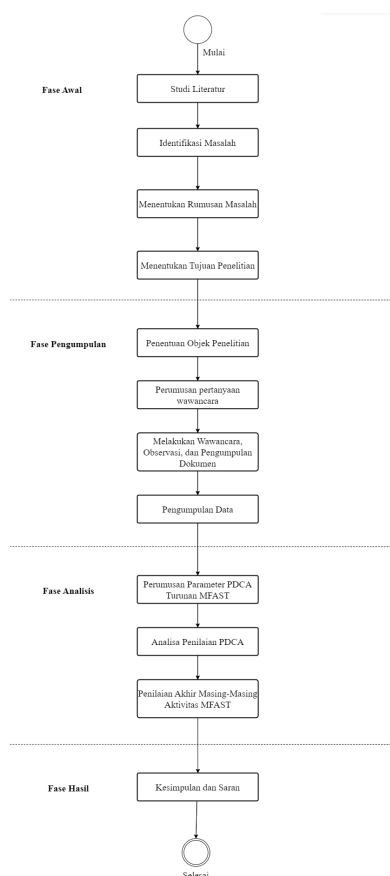 Mulai
Fase Awal
Studi Literatur
Identifikasi Masalah
Menentukan Rumusan Masalah
Menentukan Tujuan Penelitian
Fase Pengumpulan
Penentuan Objek Penelitian
Perumusan pertanyaan
wawancara
Melakukan Wawancara,
Observasi, dan Pengumpulan
Dokumen
Pengumpulan Data
Fase Analisis
Perumusan Parameter PDCA
Turunan MFAST
Analisa Penilaian PDCA
Penilaian Akhir Masing-Masing
Aktivitas MFAST
Fase Hasil
Kesimpulan dan Saran
Selesai